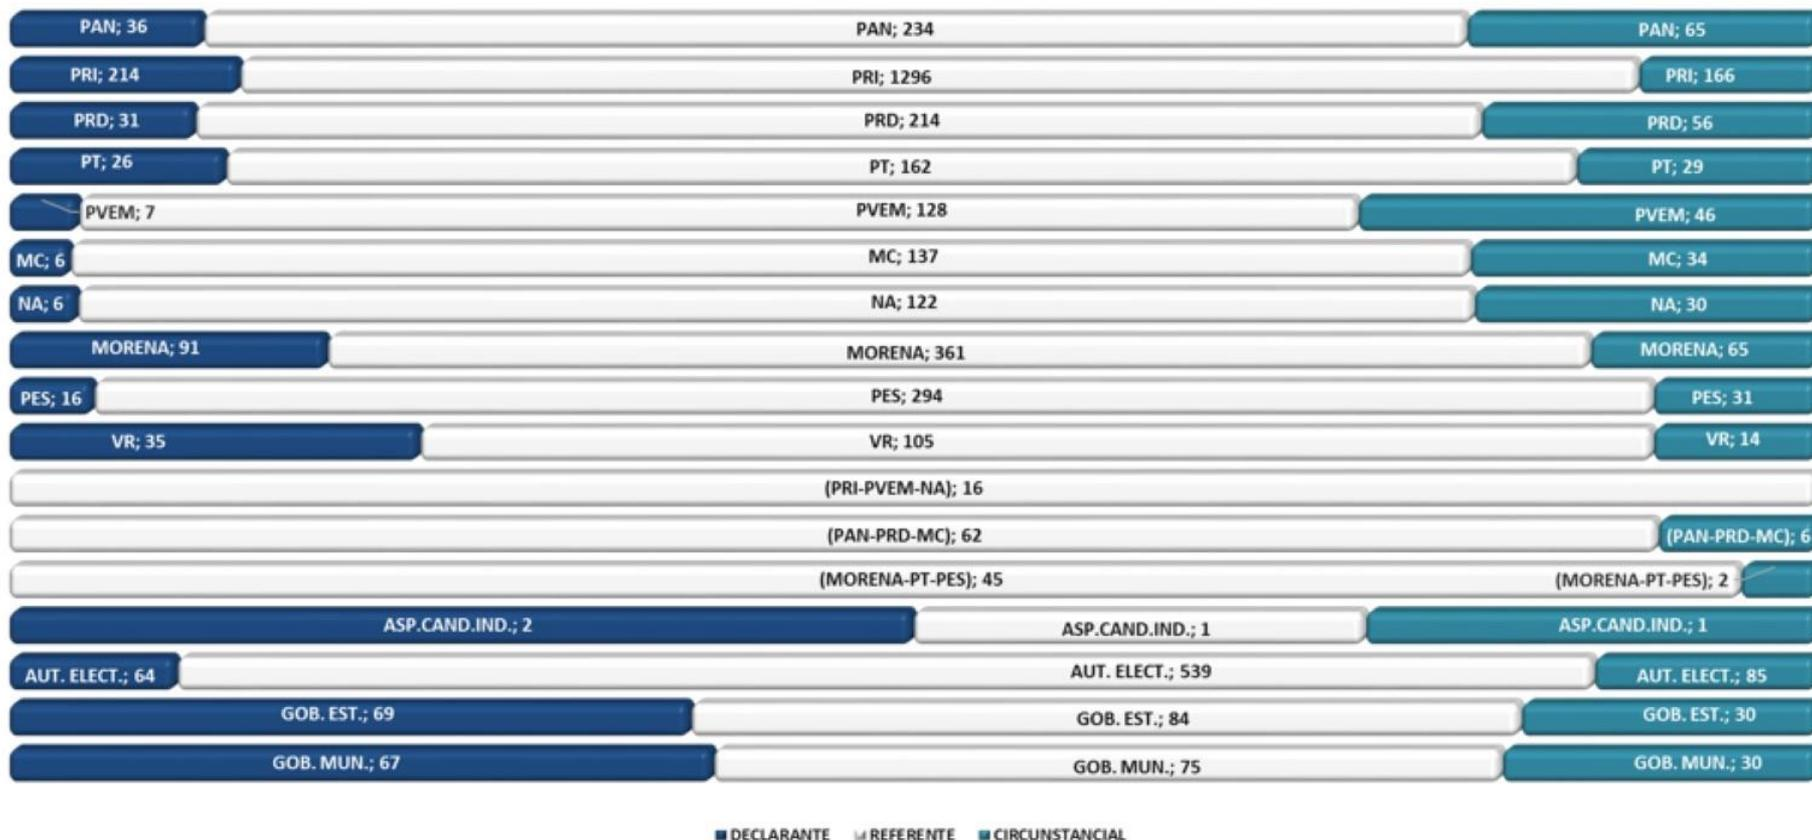 PAN; 36 PAN; 234 PAN; 65
PRI; 214 PRI; 1296 PRI; 166
PRD; 31 PRD; 214 PRD; 56
PT; 26 PT; 162 PT; 29
PVEM; 7 PVEM; 128 PVEM; 46
MC; 6 MC; 137 MC; 34
NA; 6 NA; 122 NA; 30
MORENA; 91 MORENA; 361 MORENA; 65
PES; 16 PES; 294 PES; 31
VR; 35 VR; 105 VR; 14
(PRI-PVEM-NA); 16
(PAN-PRD-MC); 62 (PAN-PRD-MC); 6
(MORENA-PT-PES); 45 (MORENA-PT-PES); 2
ASP.CAND.IND.; 2 ASP.CAND.IND.; 1 ASP.CAND.IND.; 1
AUT. ELECT.; 64 AUT. ELECT.; 539 AUT. ELECT.; 85
GOB. EST.; 69 GOB. EST.; 84 GOB. EST.; 30
GOB. MUN.; 67 GOB. MUN.; 75 GOB. MUN.; 30
DECLARANTE REFERENTE CIRCUNSTANCIAL